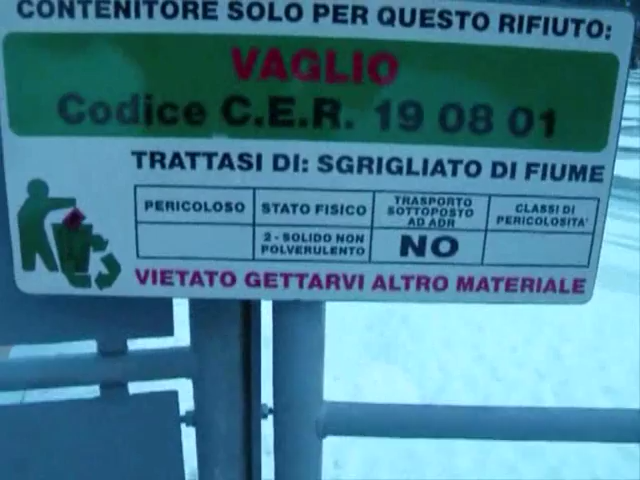 CONTENITORE SOLO PER QUESTO RIFIUTO:
VAGLIO
Codice C.E.R. 19 08 01
TRATTASI DI: SGRIGLIATO DI FIUME
PERICOLOSO STATO FISICO TRASPORTO SOTTOPOSTO AD ADR CLASSI DI PERICOLOSITA'
2 - SOLIDO NON POLVERULENTO NO
VIETATO GETTARVI ALTRO MATERIALE